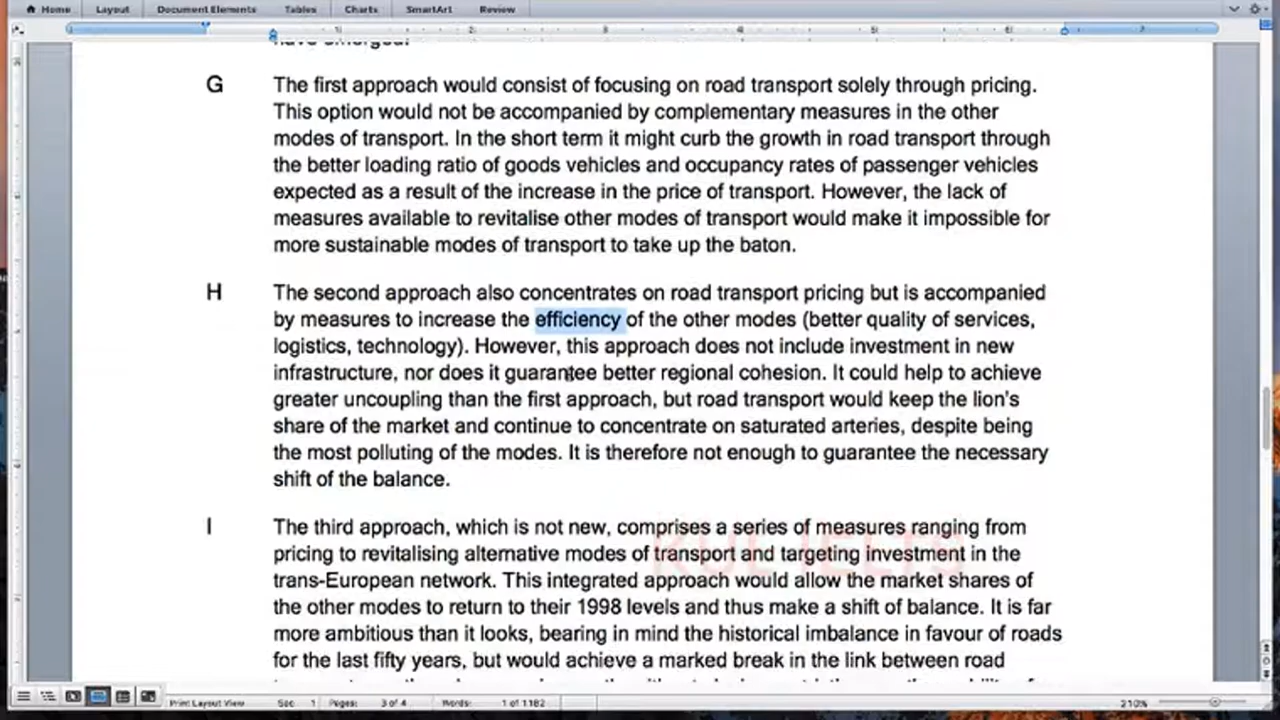 Home Layout Document Elements Tables Charts SmartArt Review
have emerged.
G The first approach would consist of focusing on road transport solely through pricing.
This option would not be accompanied by complementary measures in the other
modes of transport. In the short term it might curb the growth in road transport through
the better loading ratio of goods vehicles and occupancy rates of passenger vehicles
expected as a result of the increase in the price of transport. However, the lack of
measures available to revitalise other modes of transport would make it impossible for
more sustainable modes of transport to take up the baton.
H The second approach also concentrates on road transport pricing but is accompanied
by measures to increase the efficiency of the other modes (better quality of services,
logistics, technology). However, this approach does not include investment in new
infrastructure, nor does it guarantee better regional cohesion. It could help to achieve
greater uncoupling than the first approach, but road transport would keep the lion's
share of the market and continue to concentrate on saturated arteries, despite being
the most polluting of the modes. It is therefore not enough to guarantee the necessary
shift of the balance.
I The third approach, which is not new, comprises a series of measures ranging from
pricing to revitalising alternative modes of transport and targeting investment in the
trans-European network. This integrated approach would allow the market shares of
the other modes to return to their 1998 levels and thus make a shift of balance. It is far
more ambitious than it looks, bearing in mind the historical imbalance in favour of roads
for the last fifty years, but would achieve a marked break in the link between road
Print Layout View Sec 1 Pages: 3 of 4 Words: 1 of 1182 210%